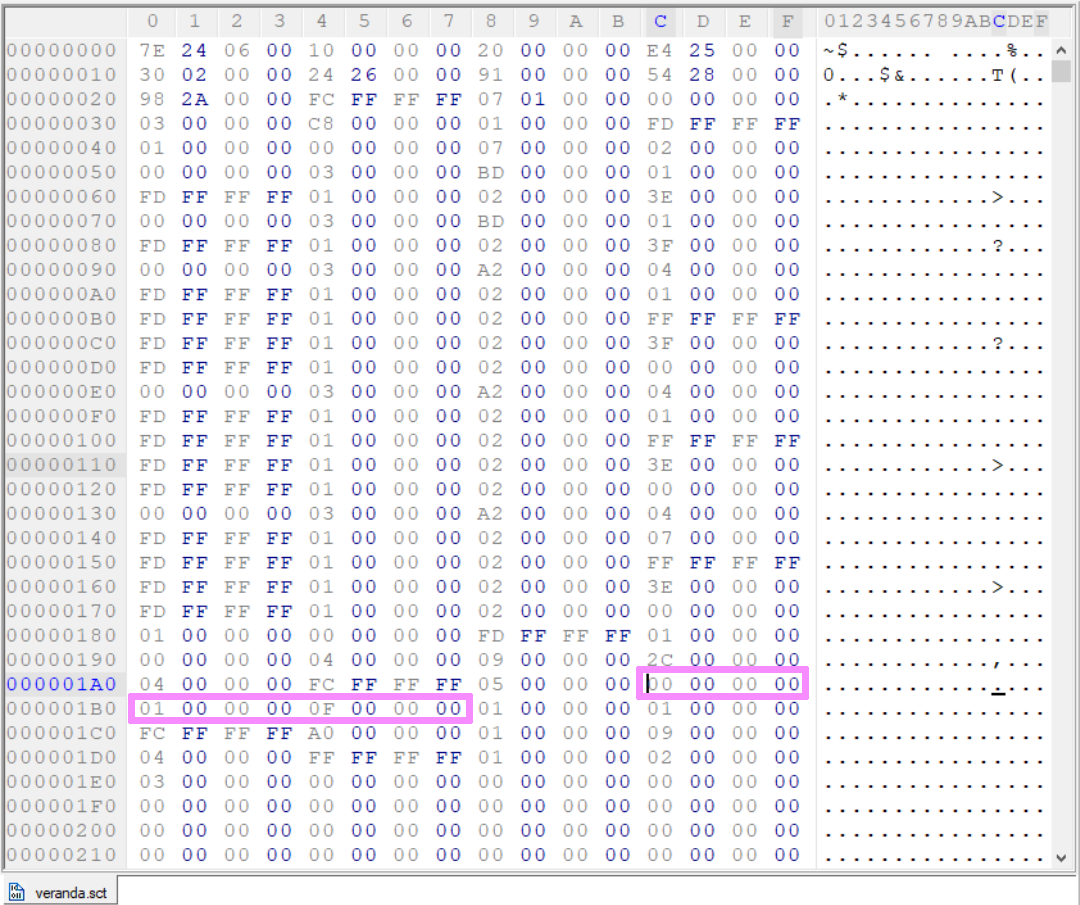 0 1 2 3 4 5 6 7 8 9 A B C D E F 0123456789ABCDEF
00000000 7E 24 06 00 10 00 00 00 20 00 00 00 E4 25 00 00 ~$...... ....%..
00000010 30 02 00 00 24 26 00 00 91 00 00 00 54 28 00 00 0...$&......T(..
00000020 98 2A 00 00 FC FF FF FF 07 01 00 00 00 00 00 00 .*..............
00000030 03 00 00 00 C8 00 00 00 01 00 00 00 FD FF FF FF ................
00000040 01 00 00 00 00 00 00 00 07 00 00 00 02 00 00 00 ................
00000050 00 00 00 00 03 00 00 00 BD 00 00 00 01 00 00 00 ................
00000060 FD FF FF FF 01 00 00 00 02 00 00 00 3E 00 00 00 ............>...
00000070 00 00 00 00 03 00 00 00 BD 00 00 00 01 00 00 00 ................
00000080 FD FF FF FF 01 00 00 00 02 00 00 00 3F 00 00 00 ............?...
00000090 00 00 00 00 03 00 00 00 A2 00 00 00 04 00 00 00 ................
000000A0 FD FF FF FF 01 00 00 00 02 00 00 00 01 00 00 00 ................
000000B0 FD FF FF FF 01 00 00 00 02 00 00 00 FF FF FF FF ................
000000C0 FD FF FF FF 01 00 00 00 02 00 00 00 3F 00 00 00 ............?...
000000D0 FD FF FF FF 01 00 00 00 02 00 00 00 00 00 00 00 ................
000000E0 00 00 00 00 03 00 00 00 A2 00 00 00 04 00 00 00 ................
000000F0 FD FF FF FF 01 00 00 00 02 00 00 00 01 00 00 00 ................
00000100 FD FF FF FF 01 00 00 00 02 00 00 00 FF FF FF FF ................
00000110 FD FF FF FF 01 00 00 00 02 00 00 00 3E 00 00 00 ............>...
00000120 FD FF FF FF 01 00 00 00 02 00 00 00 00 00 00 00 ................
00000130 00 00 00 00 03 00 00 00 A2 00 00 00 04 00 00 00 ................
00000140 FD FF FF FF 01 00 00 00 02 00 00 00 07 00 00 00 ................
00000150 FD FF FF FF 01 00 00 00 02 00 00 00 FF FF FF FF ................
00000160 FD FF FF FF 01 00 00 00 02 00 00 00 3E 00 00 00 ............>...
00000170 FD FF FF FF 01 00 00 00 02 00 00 00 00 00 00 00 ................
00000180 01 00 00 00 00 00 00 00 FD FF FF FF 01 00 00 00 ................
00000190 00 00 00 00 04 00 00 00 09 00 00 00 2C 00 00 00 ............,...
000001A0 04 00 00 00 FC FF FF FF 05 00 00 00 00 00 00 00 ................
000001B0 01 00 00 00 0F 00 00 00 01 00 00 00 01 00 00 00 ................
000001C0 FC FF FF FF A0 00 00 00 01 00 00 00 09 00 00 00 ................
000001D0 04 00 00 00 FF FF FF FF 01 00 00 00 02 00 00 00 ................
000001E0 03 00 00 00 00 00 00 00 00 00 00 00 00 00 00 00 ................
000001F0 00 00 00 00 00 00 00 00 00 00 00 00 00 00 00 00 ................
00000200 00 00 00 00 00 00 00 00 00 00 00 00 00 00 00 00 ................
00000210 00 00 00 00 00 00 00 00 00 00 00 00 00 00 00 00 ................
veranda.sct